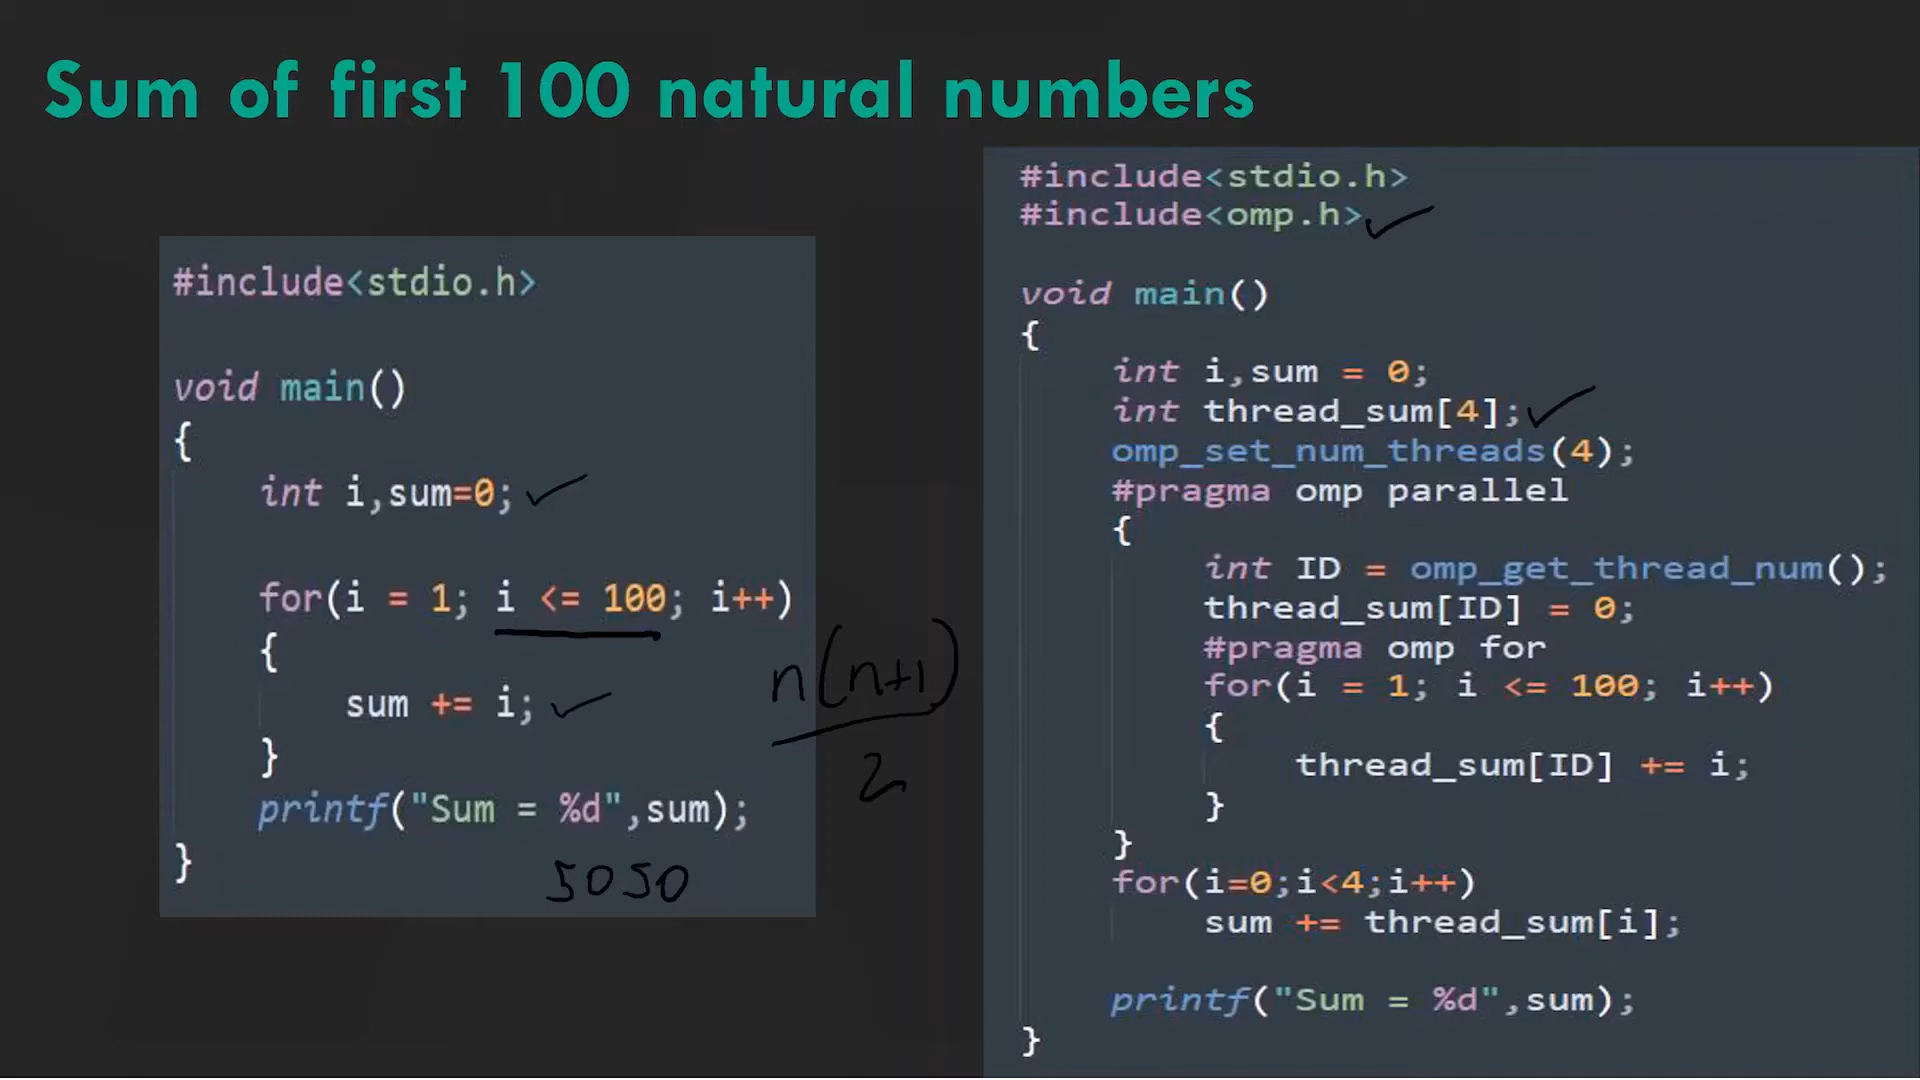 Sum of first 100 natural numbers
#include<stdio.h>
void main()
{
int i,sum=0;
for(i = 1; i <= 100; i++)
{
sum += i;
}
printf("Sum = %d",sum);
}
5050
n(n+1)
2
#include<stdio.h>
#include<omp.h>
void main()
{
int i,sum = 0;
int thread_sum[4];
omp_set_num_threads(4);
#pragma omp parallel
{
int ID = omp_get_thread_num();
thread_sum[ID] = 0;
#pragma omp for
for(i = 1; i <= 100; i++)
{
thread_sum[ID] += i;
}
}
for(i=0;i<4;i++)
sum += thread_sum[i];
printf("Sum = %d",sum);
}